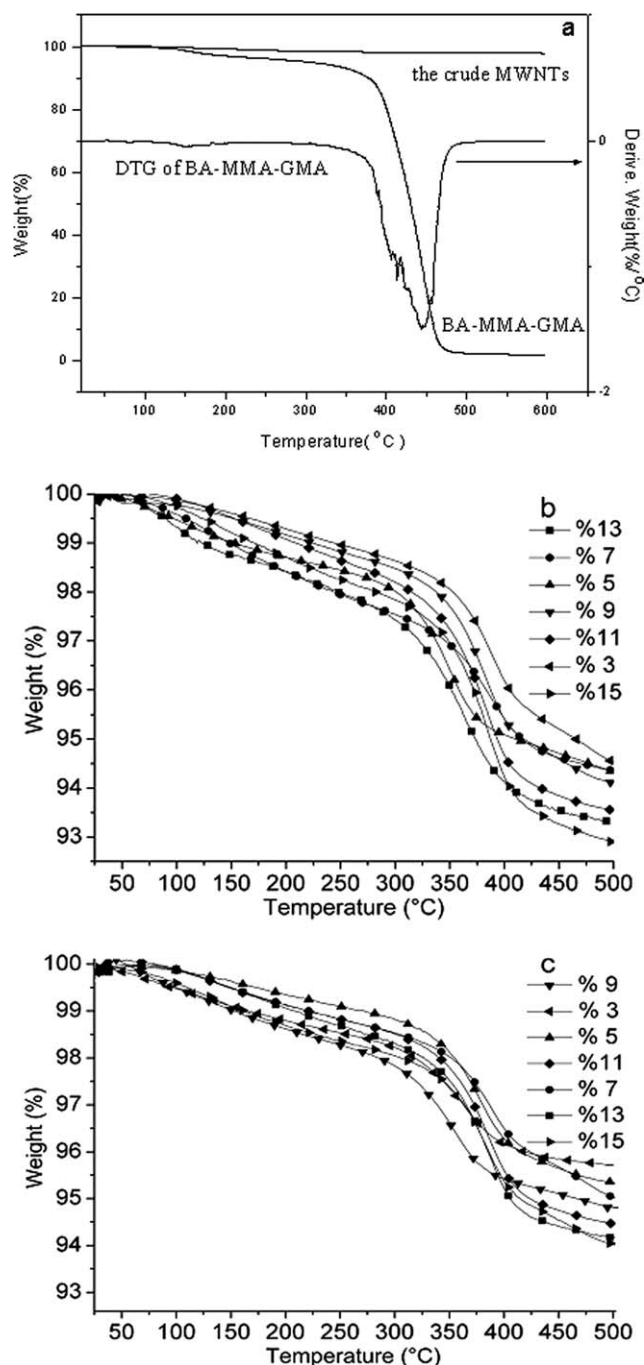 a
100
80
60
40
20
0
Weight(%)
the crude MWNTs
DTG of BA-MMA-GMA
BA-MMA-GMA
0
-2
Derive. Weight(%/°C)
100 200 300 400 500 600
Temperature(°C)
b
100
99
98
97
96
95
94
93
Weight (%)
%13
% 7
% 5
% 9
%11
% 3
%15
50 100 150 200 250 300 350 400 450 500
Temperature (°C)
c
100
99
98
97
96
95
94
93
Weight (%)
% 9
% 3
% 5
%11
% 7
%13
%15
50 100 150 200 250 300 350 400 450 500
Temperature (°C)